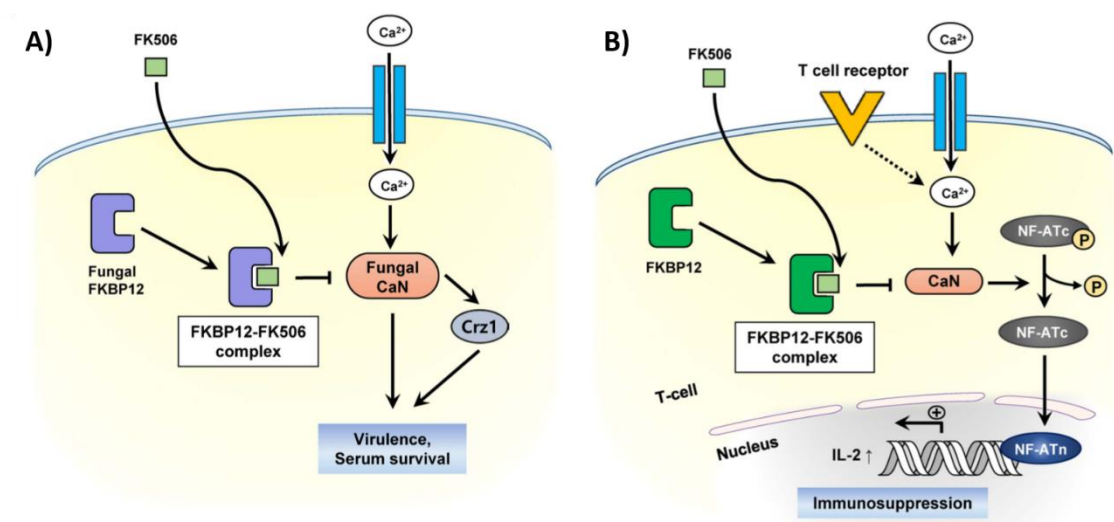 A)
FK506
Ca²⁺
Ca²⁺
Fungal
FKBP12
FKBP12-FK506
complex
Fungal
CaN
Crz1
Virulence,
Serum survival
B)
FK506
T cell receptor
Ca²⁺
Ca²⁺
FKBP12
FKBP12-FK506
complex
CaN
NF-ATc
P
P
NF-ATc
T-cell
Nucleus
+
IL-2 ↑
NF-ATn
Immunosuppression